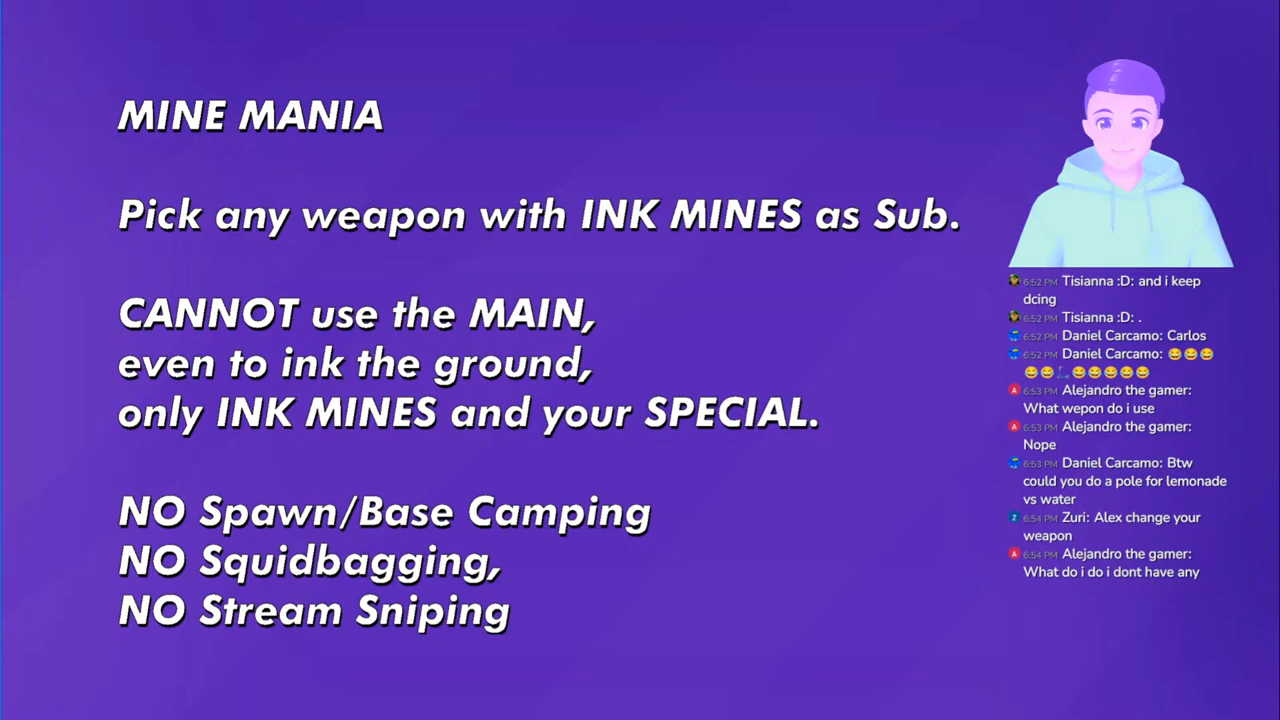 MINE MANIA
Pick any weapon with INK MINES as Sub.
CANNOT use the MAIN,
even to ink the ground,
only INK MINES and your SPECIAL.
NO Spawn/Base Camping
NO Squidbagging,
NO Stream Sniping
6:52 PM Tisianna :D: and i keep
dcing
6:52 PM Tisianna :D: .
6:52 PM Daniel Carcamo: Carlos
6:52 PM Daniel Carcamo: 😂😂😂
😂😂🛴😂😂😂😂😂
A 6:53 PM Alejandro the gamer:
What wepon do i use
A 6:53 PM Alejandro the gamer:
Nope
6:53 PM Daniel Carcamo: Btw
could you do a pole for lemonade
vs water
Z 6:54 PM Zuri: Alex change your
weapon
A 6:54 PM Alejandro the gamer:
What do i do i dont have any